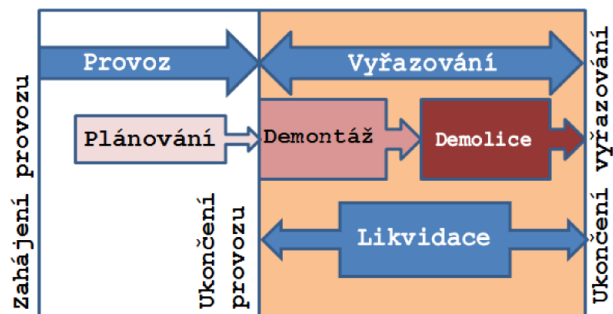 Provoz
Vyřazování
Plánování
Demontáž
Demolice
Likvidace
Zahájení provozu
Ukončení
provozu
Ukončení vyřazování